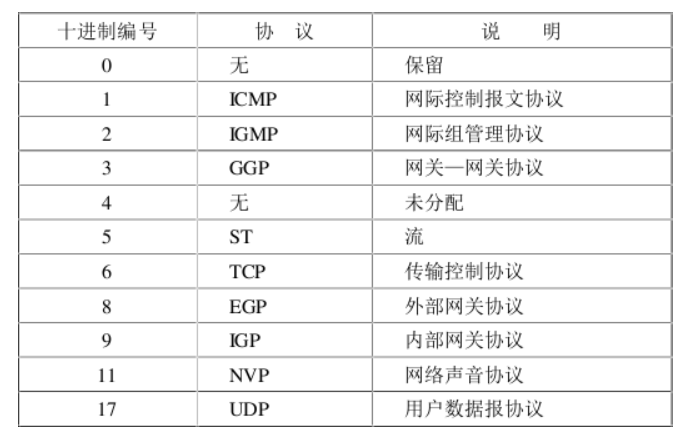 十进制编号 协 议 说 明
0 无 保留
1 ICMP 网际控制报文协议
2 IGMP 网际组管理协议
3 GGP 网关—网关协议
4 无 未分配
5 ST 流
6 TCP 传输控制协议
8 EGP 外部网关协议
9 IGP 内部网关协议
11 NVP 网络声音协议
17 UDP 用户数据报协议